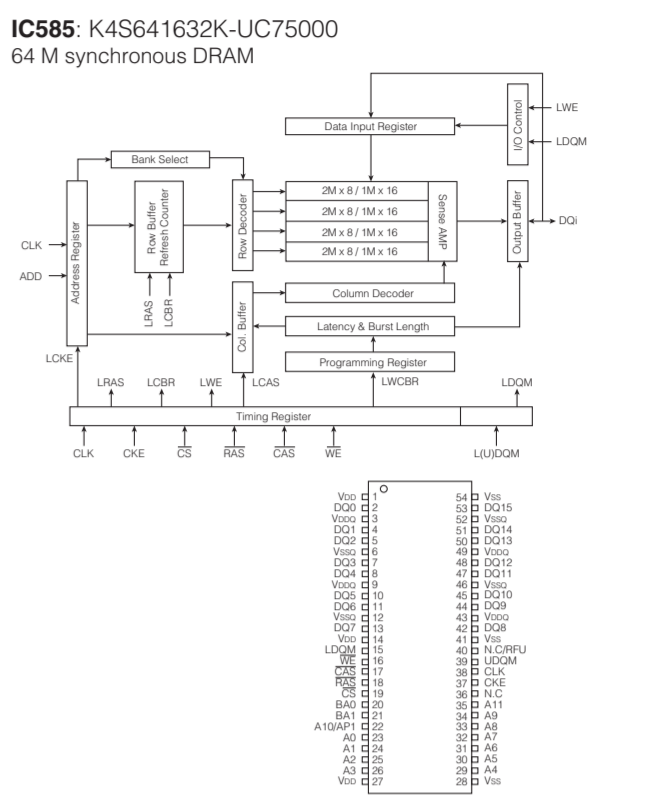 IC585: K4S641632K-UC75000
64 M synchronous DRAM
LWE
I/O Control
Data Input Register
LDQM
Bank Select
2M x 8 / 1M x 16
2M x 8 / 1M x 16
2M x 8 / 1M x 16
2M x 8 / 1M x 16
Address Register
Row Buffer
Refresh Counter
Row Decoder
Sense AMP
Output Buffer
DQi
CLK
ADD
LRAS
LCBR
Col. Buffer
Column Decoder
Latency & Burst Length
Programming Register
LCKE
LRAS
LCBR
LWE
LCAS
LWCBR
LDQM
Timing Register
CLK
CKE
CS
RAS
CAS
WE
L(U)DQM
VDD 1 54 VSS
DQ0 2 53 DQ15
VDDQ 3 52 VSSQ
DQ1 4 51 DQ14
DQ2 5 50 DQ13
VSSQ 6 49 VDDQ
DQ3 7 48 DQ12
DQ4 8 47 DQ11
VDDQ 9 46 VSSQ
DQ5 10 45 DQ10
DQ6 11 44 DQ9
VSSQ 12 43 VDDQ
DQ7 13 42 DQ8
VDD 14 41 VSS
LDQM 15 40 N.C/RFU
WE 16 39 UDQM
CAS 17 38 CLK
RAS 18 37 CKE
CS 19 36 N.C
BA0 20 35 A11
BA1 21 34 A9
A10/AP1 22 33 A8
A0 23 32 A7
A1 24 31 A6
A2 25 30 A5
A3 26 29 A4
VDD 27 28 VSS